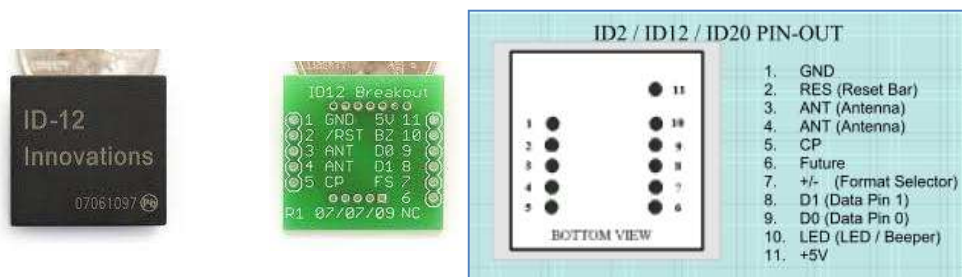 ID-12
Innovations
07061097 Pb
ID12 Breakout
1 GND 5V 11
2 /RST BZ 10
3 ANT D0 9
4 ANT D1 8
5 CP FS 7
6
R1 07/07/09 NC
ID2 / ID12 / ID20 PIN-OUT
11
1 10
2 9
3 8
4 7
5 6
BOTTOM VIEW
1. GND
2. RES (Reset Bar)
3. ANT (Antenna)
4. ANT (Antenna)
5. CP
6. Future
7. +/- (Format Selector)
8. D1 (Data Pin 1)
9. D0 (Data Pin 0)
10. LED (LED / Beeper)
11. +5V